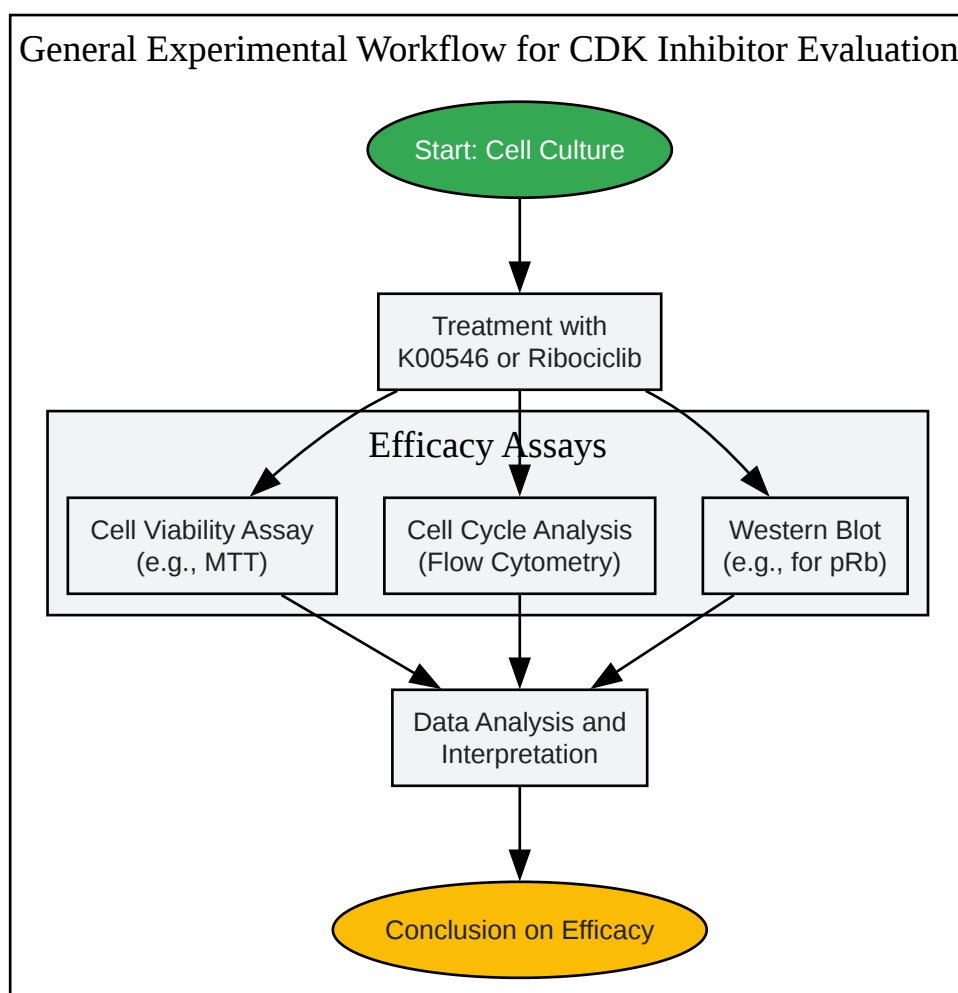 General Experimental Workflow for CDK Inhibitor Evaluation
Start: Cell Culture
Treatment with
K00546 or Ribociclib
Efficacy Assays
Cell Viability Assay
(e.g., MTT)
Cell Cycle Analysis
(Flow Cytometry)
Western Blot
(e.g., for pRb)
Data Analysis and
Interpretation
Conclusion on Efficacy